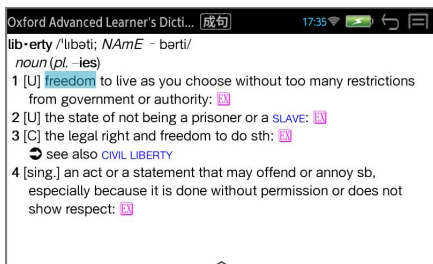 Oxford Advanced Learner's Dicti... 成句 17:35
lib•erty /'lɪbəti; NAmE ‑bərti/
noun (pl. –ies)
1 [U] freedom to live as you choose without too many restrictions
from government or authority: EX
2 [U] the state of not being a prisoner or a SLAVE: EX
3 [C] the legal right and freedom to do sth: EX
➲ see also CIVIL LIBERTY
4 [sing.] an act or a statement that may offend or annoy sb,
especially because it is done without permission or does not
show respect: EX